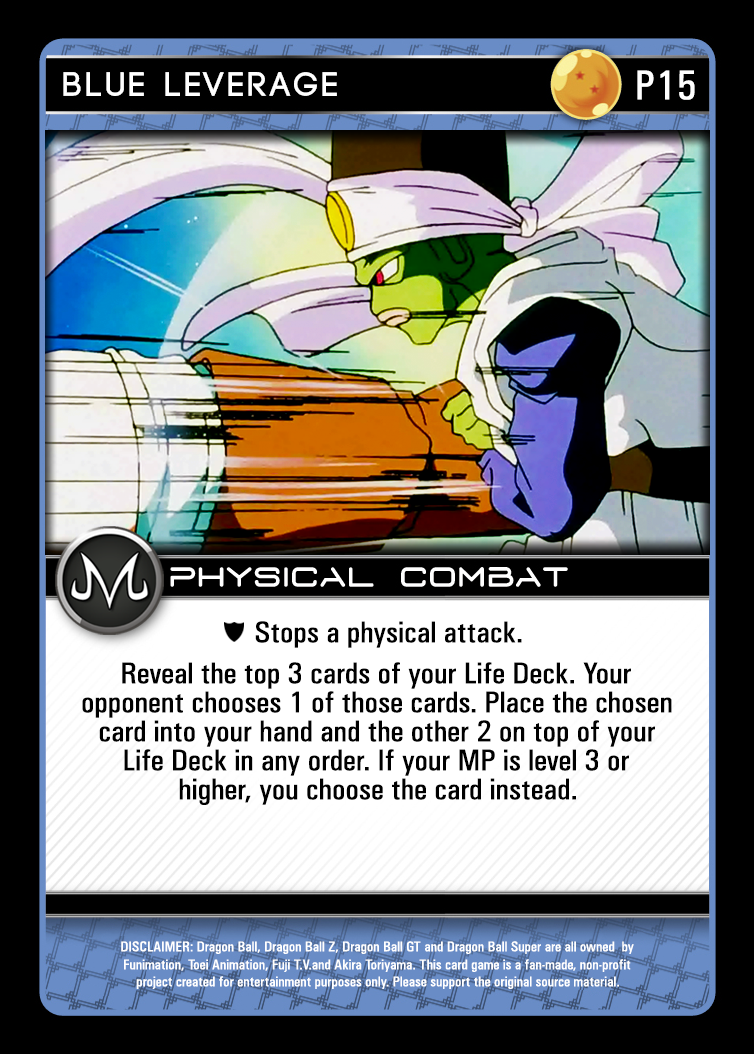 BLUE LEVERAGE
P15
M
PHYSICAL COMBAT
Stops a physical attack.
Reveal the top 3 cards of your Life Deck. Your
opponent chooses 1 of those cards. Place the chosen
card into your hand and the other 2 on top of your
Life Deck in any order. If your MP is level 3 or
higher, you choose the card instead.
DISCLAIMER: Dragon Ball, Dragon Ball Z, Dragon Ball GT and Dragon Ball Super are all owned by
Funimation, Toei Animation, Fuji T.V.and Akira Toriyama. This card game is a fan-made, non-profit
project created for entertainment purposes only. Please support the original source material.